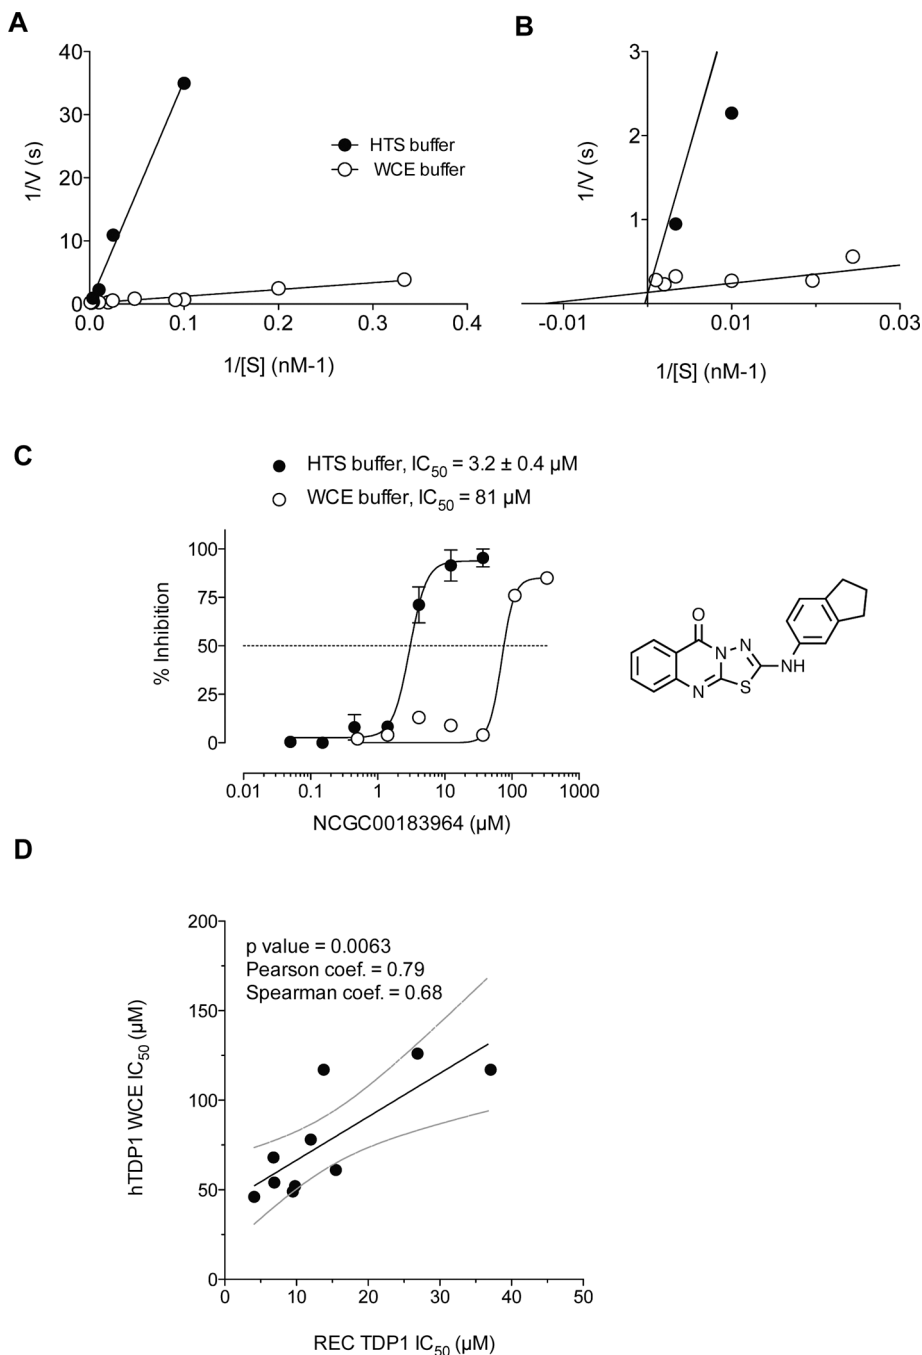 A
40
30
20
10
0
1/V (s)
HTS buffer
WCE buffer
0.0
0.1
0.2
0.3
0.4
1/[S] (nM-1)
B
3
2
1
1/V (s)
-0.01
0.01
0.03
1/[S] (nM-1)
C
HTS buffer, IC50 = 3.2 ± 0.4 µM
WCE buffer, IC50 = 81 µM
100
75
50
25
0
% Inhibition
0.01
0.1
1
10
100
1000
NCGC00183964 (µM)
O
N
N
NH
N
S
D
200
150
100
50
0
hTDP1 WCE IC50 (µM)
p value = 0.0063
Pearson coef. = 0.79
Spearman coef. = 0.68
0
10
20
30
40
50
REC TDP1 IC50 (µM)